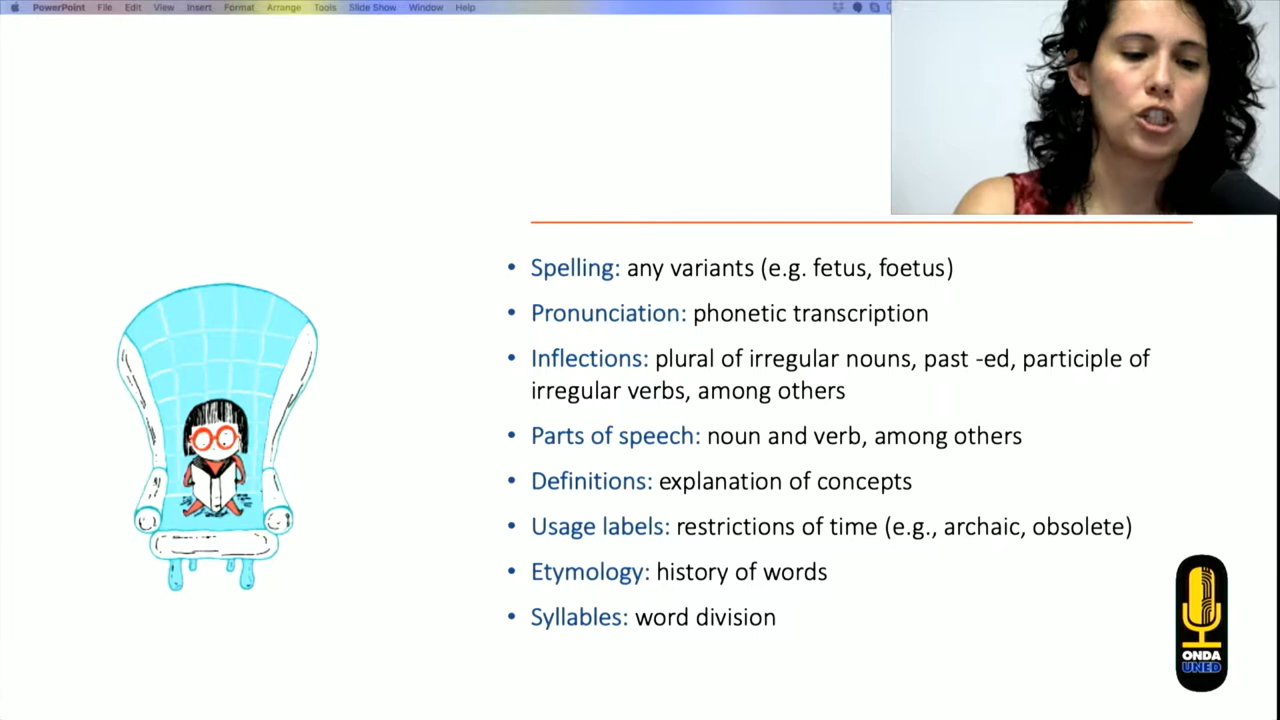 PowerPoint File Edit View Insert Format Arrange Tools Slide Show Window Help
• Spelling: any variants (e.g. fetus, foetus)
• Pronunciation: phonetic transcription
• Inflections: plural of irregular nouns, past -ed, participle of
irregular verbs, among others
• Parts of speech: noun and verb, among others
• Definitions: explanation of concepts
• Usage labels: restrictions of time (e.g., archaic, obsolete)
• Etymology: history of words
• Syllables: word division
ONDA
UNED